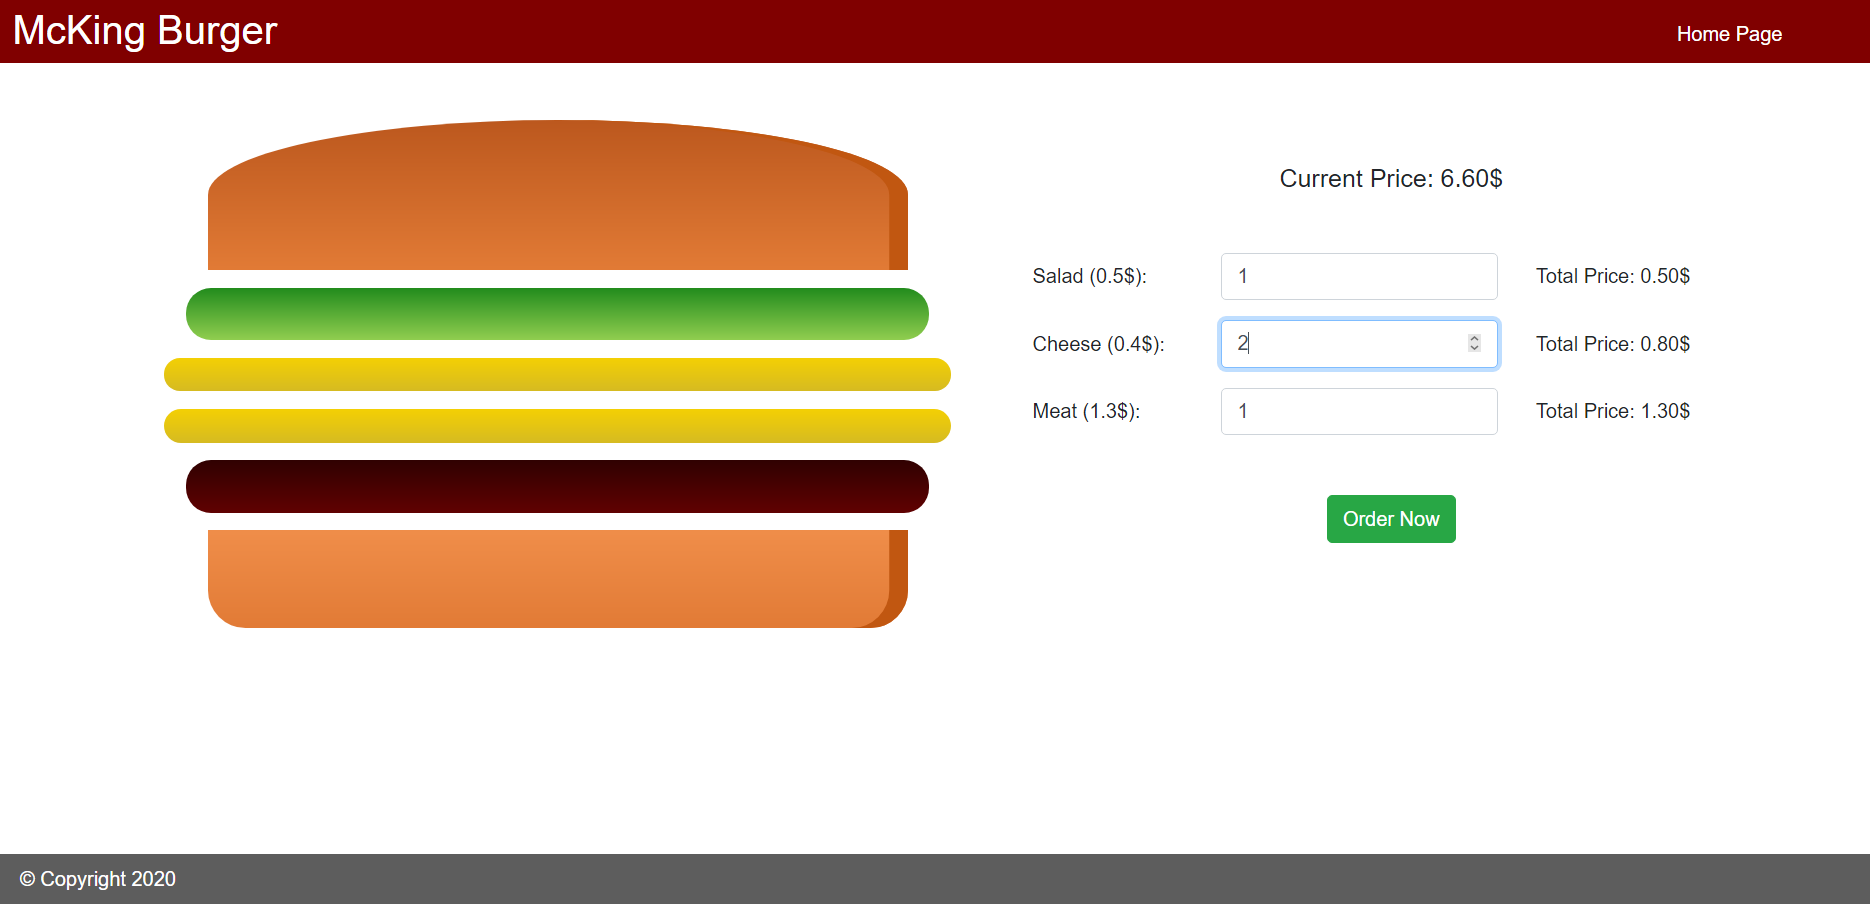 McKing Burger
Home Page
Current Price: 6.60$
Salad (0.5$): 1 Total Price: 0.50$
Cheese (0.4$): 2 Total Price: 0.80$
Meat (1.3$): 1 Total Price: 1.30$
Order Now
© Copyright 2020